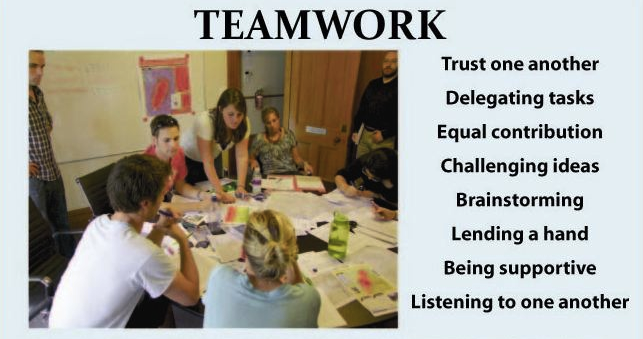 TEAMWORK
Trust one another
Delegating tasks
Equal contribution
Challenging ideas
Brainstorming
Lending a hand
Being supportive
Listening to one another